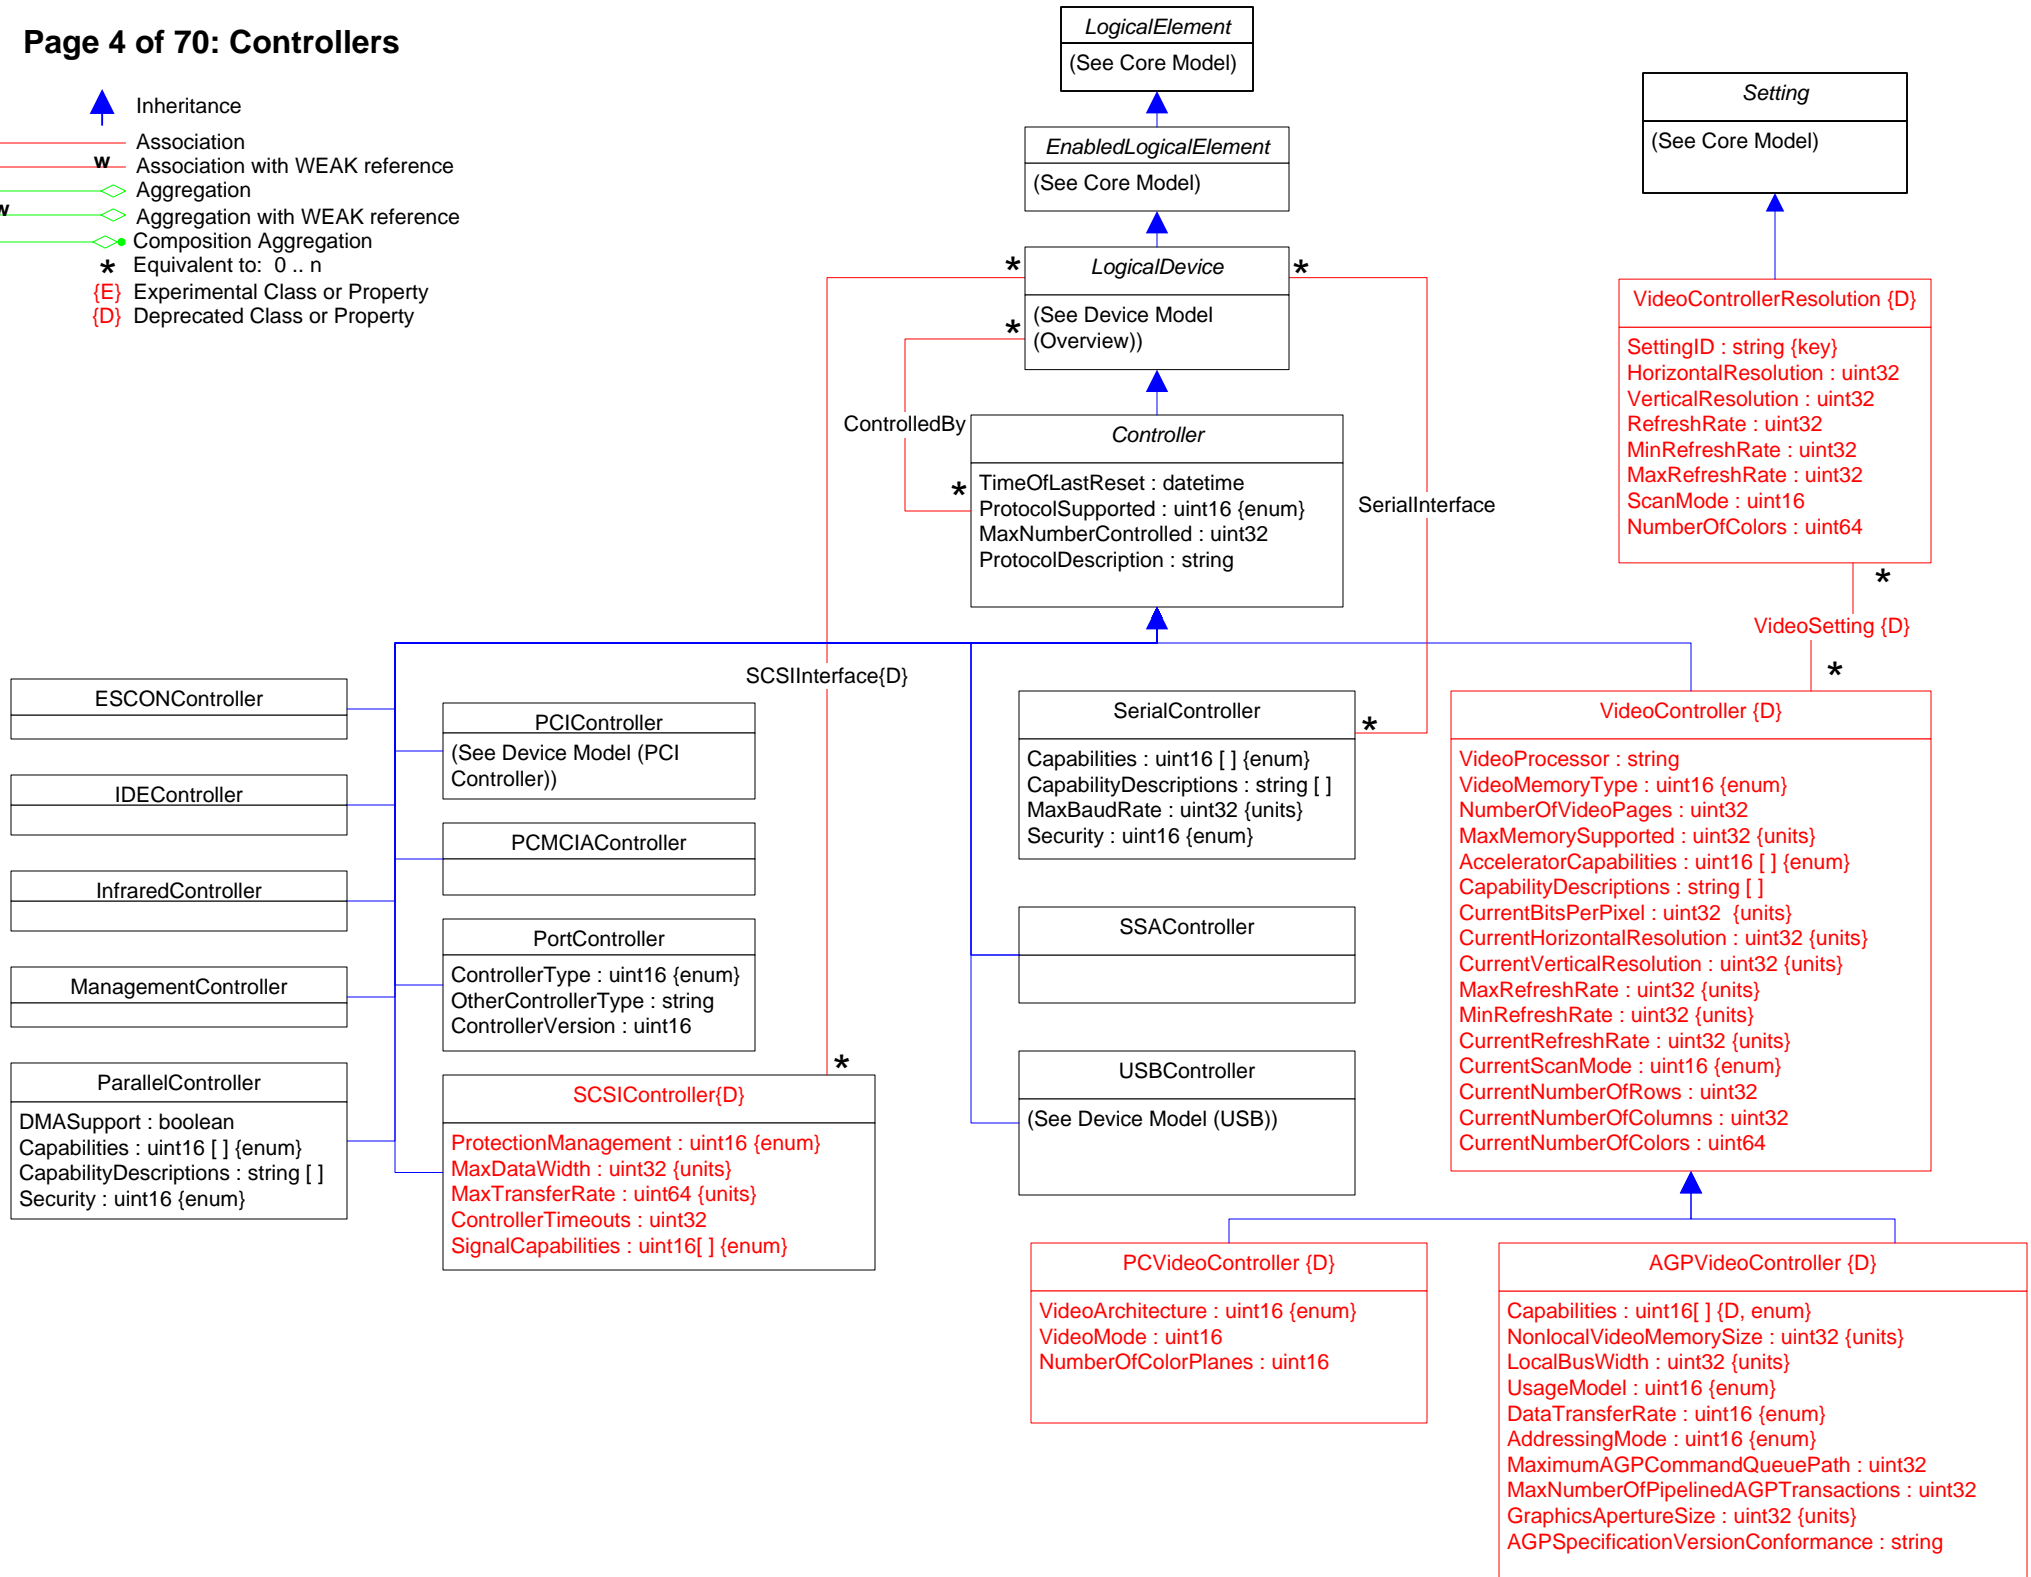 Page 4 of 70: Controllers
Inheritance
Association
w
Association with WEAK reference
Aggregation
w
Aggregation with WEAK reference
Composition Aggregation
* Equivalent to: 0 .. n
{E} Experimental Class or Property
{D} Deprecated Class or Property
LogicalElement
(See Core Model)
EnabledLogicalElement
(See Core Model)
*
LogicalDevice
*
(See Device Model
(Overview))
*
ControlledBy
*
Controller
TimeOfLastReset : datetime
ProtocolSupported : uint16 {enum}
MaxNumberControlled : uint32
ProtocolDescription : string
SerialInterface
Setting
(See Core Model)
VideoControllerResolution {D}
SettingID : string {key}
HorizontalResolution : uint32
VerticalResolution : uint32
RefreshRate : uint32
MinRefreshRate : uint32
MaxRefreshRate : uint32
ScanMode : uint16
NumberOfColors : uint64
*
VideoSetting {D}
*
SCSIInterface{D}
ESCONController
IDEController
InfraredController
ManagementController
ParallelController
DMASupport : boolean
Capabilities : uint16 [ ] {enum}
CapabilityDescriptions : string [ ]
Security : uint16 {enum}
PCIController
(See Device Model (PCI
Controller))
PCMCIAController
PortController
ControllerType : uint16 {enum}
OtherControllerType : string
ControllerVersion : uint16
*
SCSIController{D}
ProtectionManagement : uint16 {enum}
MaxDataWidth : uint32 {units}
MaxTransferRate : uint64 {units}
ControllerTimeouts : uint32
SignalCapabilities : uint16[ ] {enum}
SerialController
*
Capabilities : uint16 [ ] {enum}
CapabilityDescriptions : string [ ]
MaxBaudRate : uint32 {units}
Security : uint16 {enum}
SSAController
USBController
(See Device Model (USB))
VideoController {D}
VideoProcessor : string
VideoMemoryType : uint16 {enum}
NumberOfVideoPages : uint32
MaxMemorySupported : uint32 {units}
AcceleratorCapabilities : uint16 [ ] {enum}
CapabilityDescriptions : string [ ]
CurrentBitsPerPixel : uint32 {units}
CurrentHorizontalResolution : uint32 {units}
CurrentVerticalResolution : uint32 {units}
MaxRefreshRate : uint32 {units}
MinRefreshRate : uint32 {units}
CurrentRefreshRate : uint32 {units}
CurrentScanMode : uint16 {enum}
CurrentNumberOfRows : uint32
CurrentNumberOfColumns : uint32
CurrentNumberOfColors : uint64
PCVideoController {D}
VideoArchitecture : uint16 {enum}
VideoMode : uint16
NumberOfColorPlanes : uint16
AGPVideoController {D}
Capabilities : uint16[ ] {D, enum}
NonlocalVideoMemorySize : uint32 {units}
LocalBusWidth : uint32 {units}
UsageModel : uint16 {enum}
DataTransferRate : uint16 {enum}
AddressingMode : uint16 {enum}
MaximumAGPCommandQueuePath : uint32
MaxNumberOfPipelinedAGPTransactions : uint32
GraphicsApertureSize : uint32 {units}
AGPSpecificationVersionConformance : string